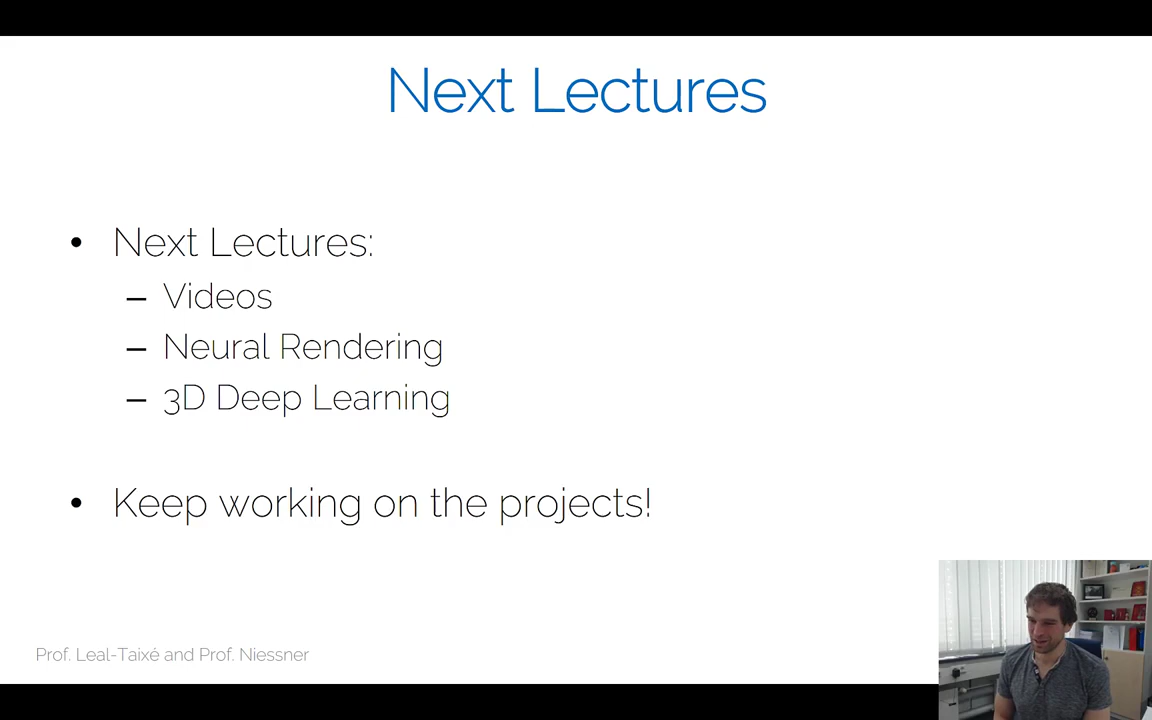 Next Lectures
• Next Lectures:
– Videos
– Neural Rendering
– 3D Deep Learning
• Keep working on the projects!
Prof. Leal-Taixé and Prof. Niessner